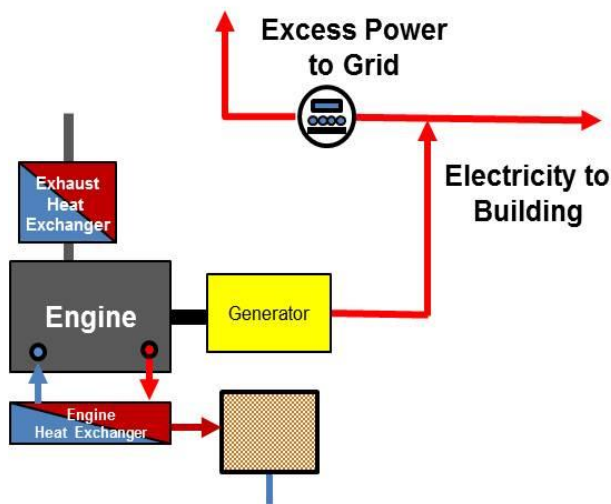 Excess Power
to Grid
Exhaust
Heat
Exchanger
Electricity to
Building
Engine
Generator
Engine
Heat Exchanger